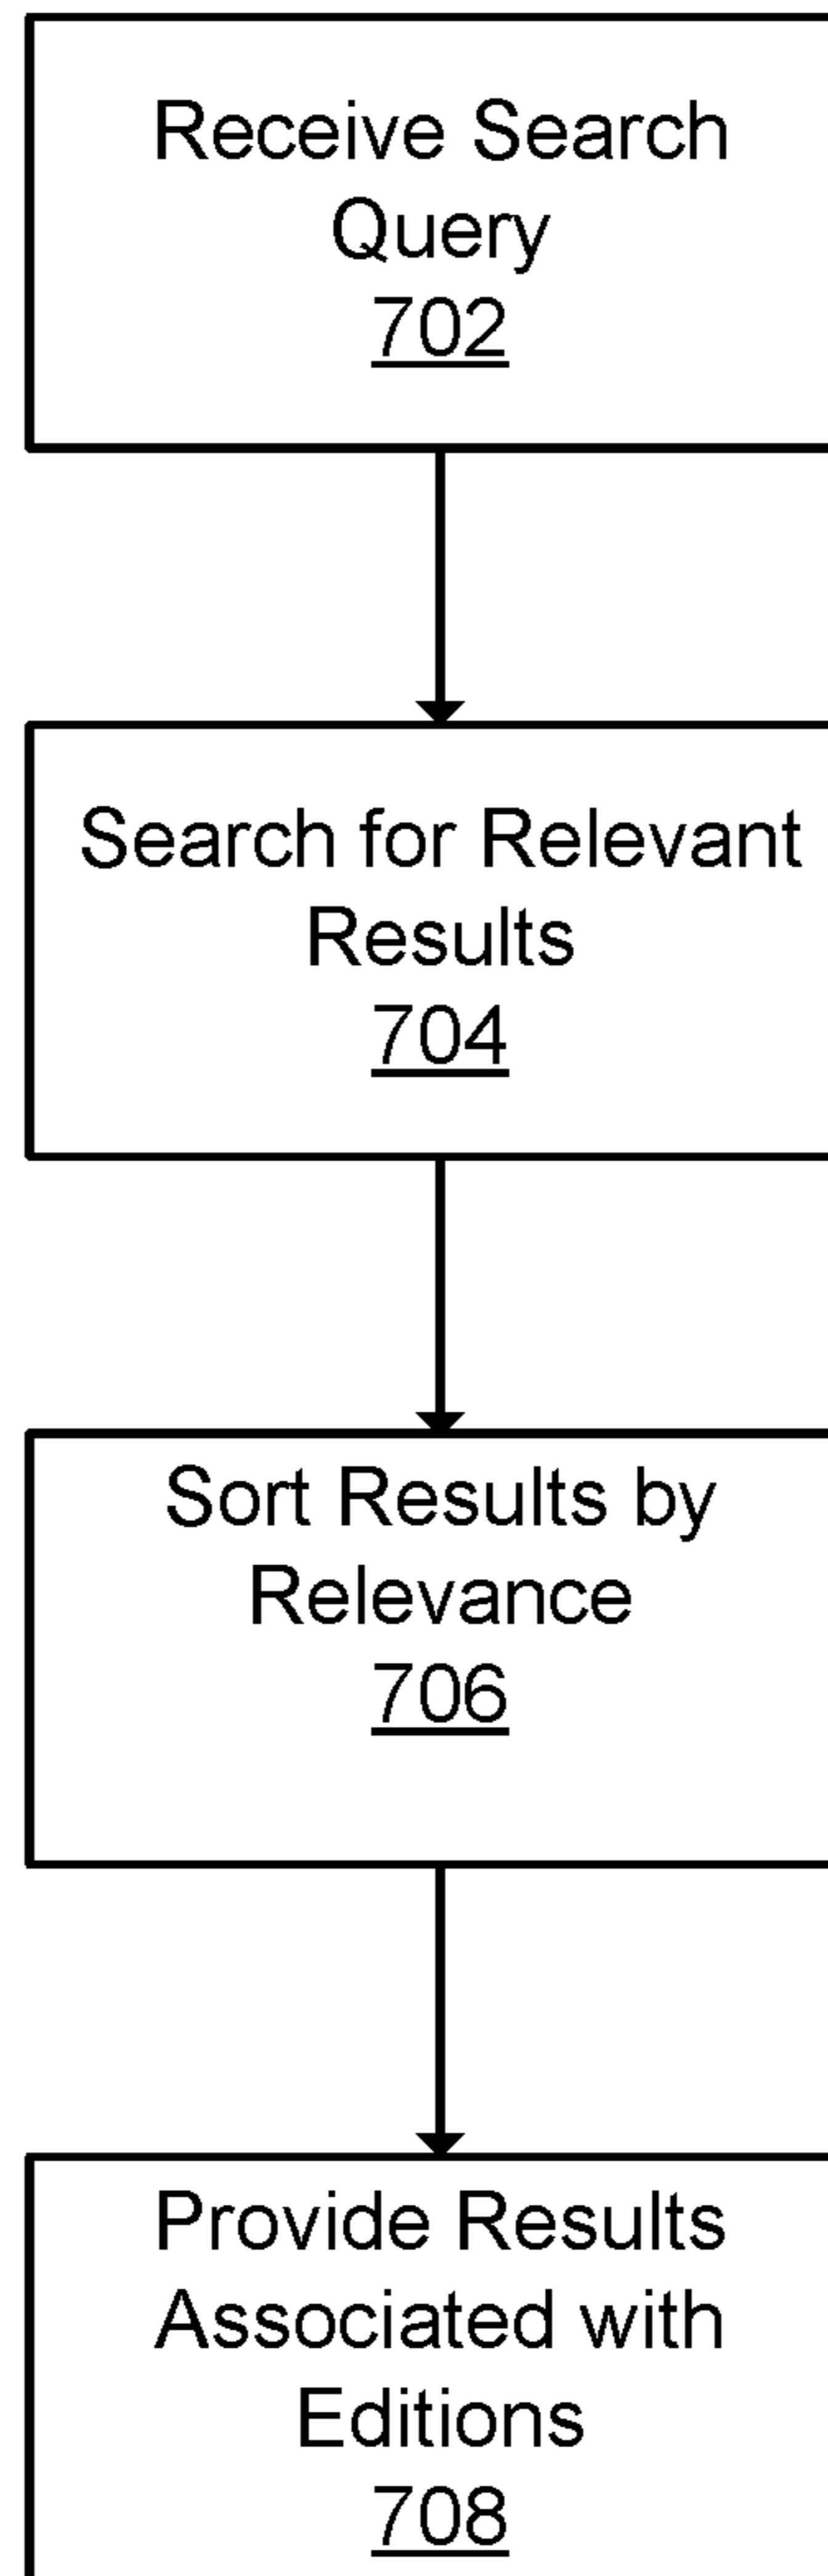 Receive Search
Query
702
Search for Relevant
Results
704
Sort Results by
Relevance
706
Provide Results
Associated with
Editions
708